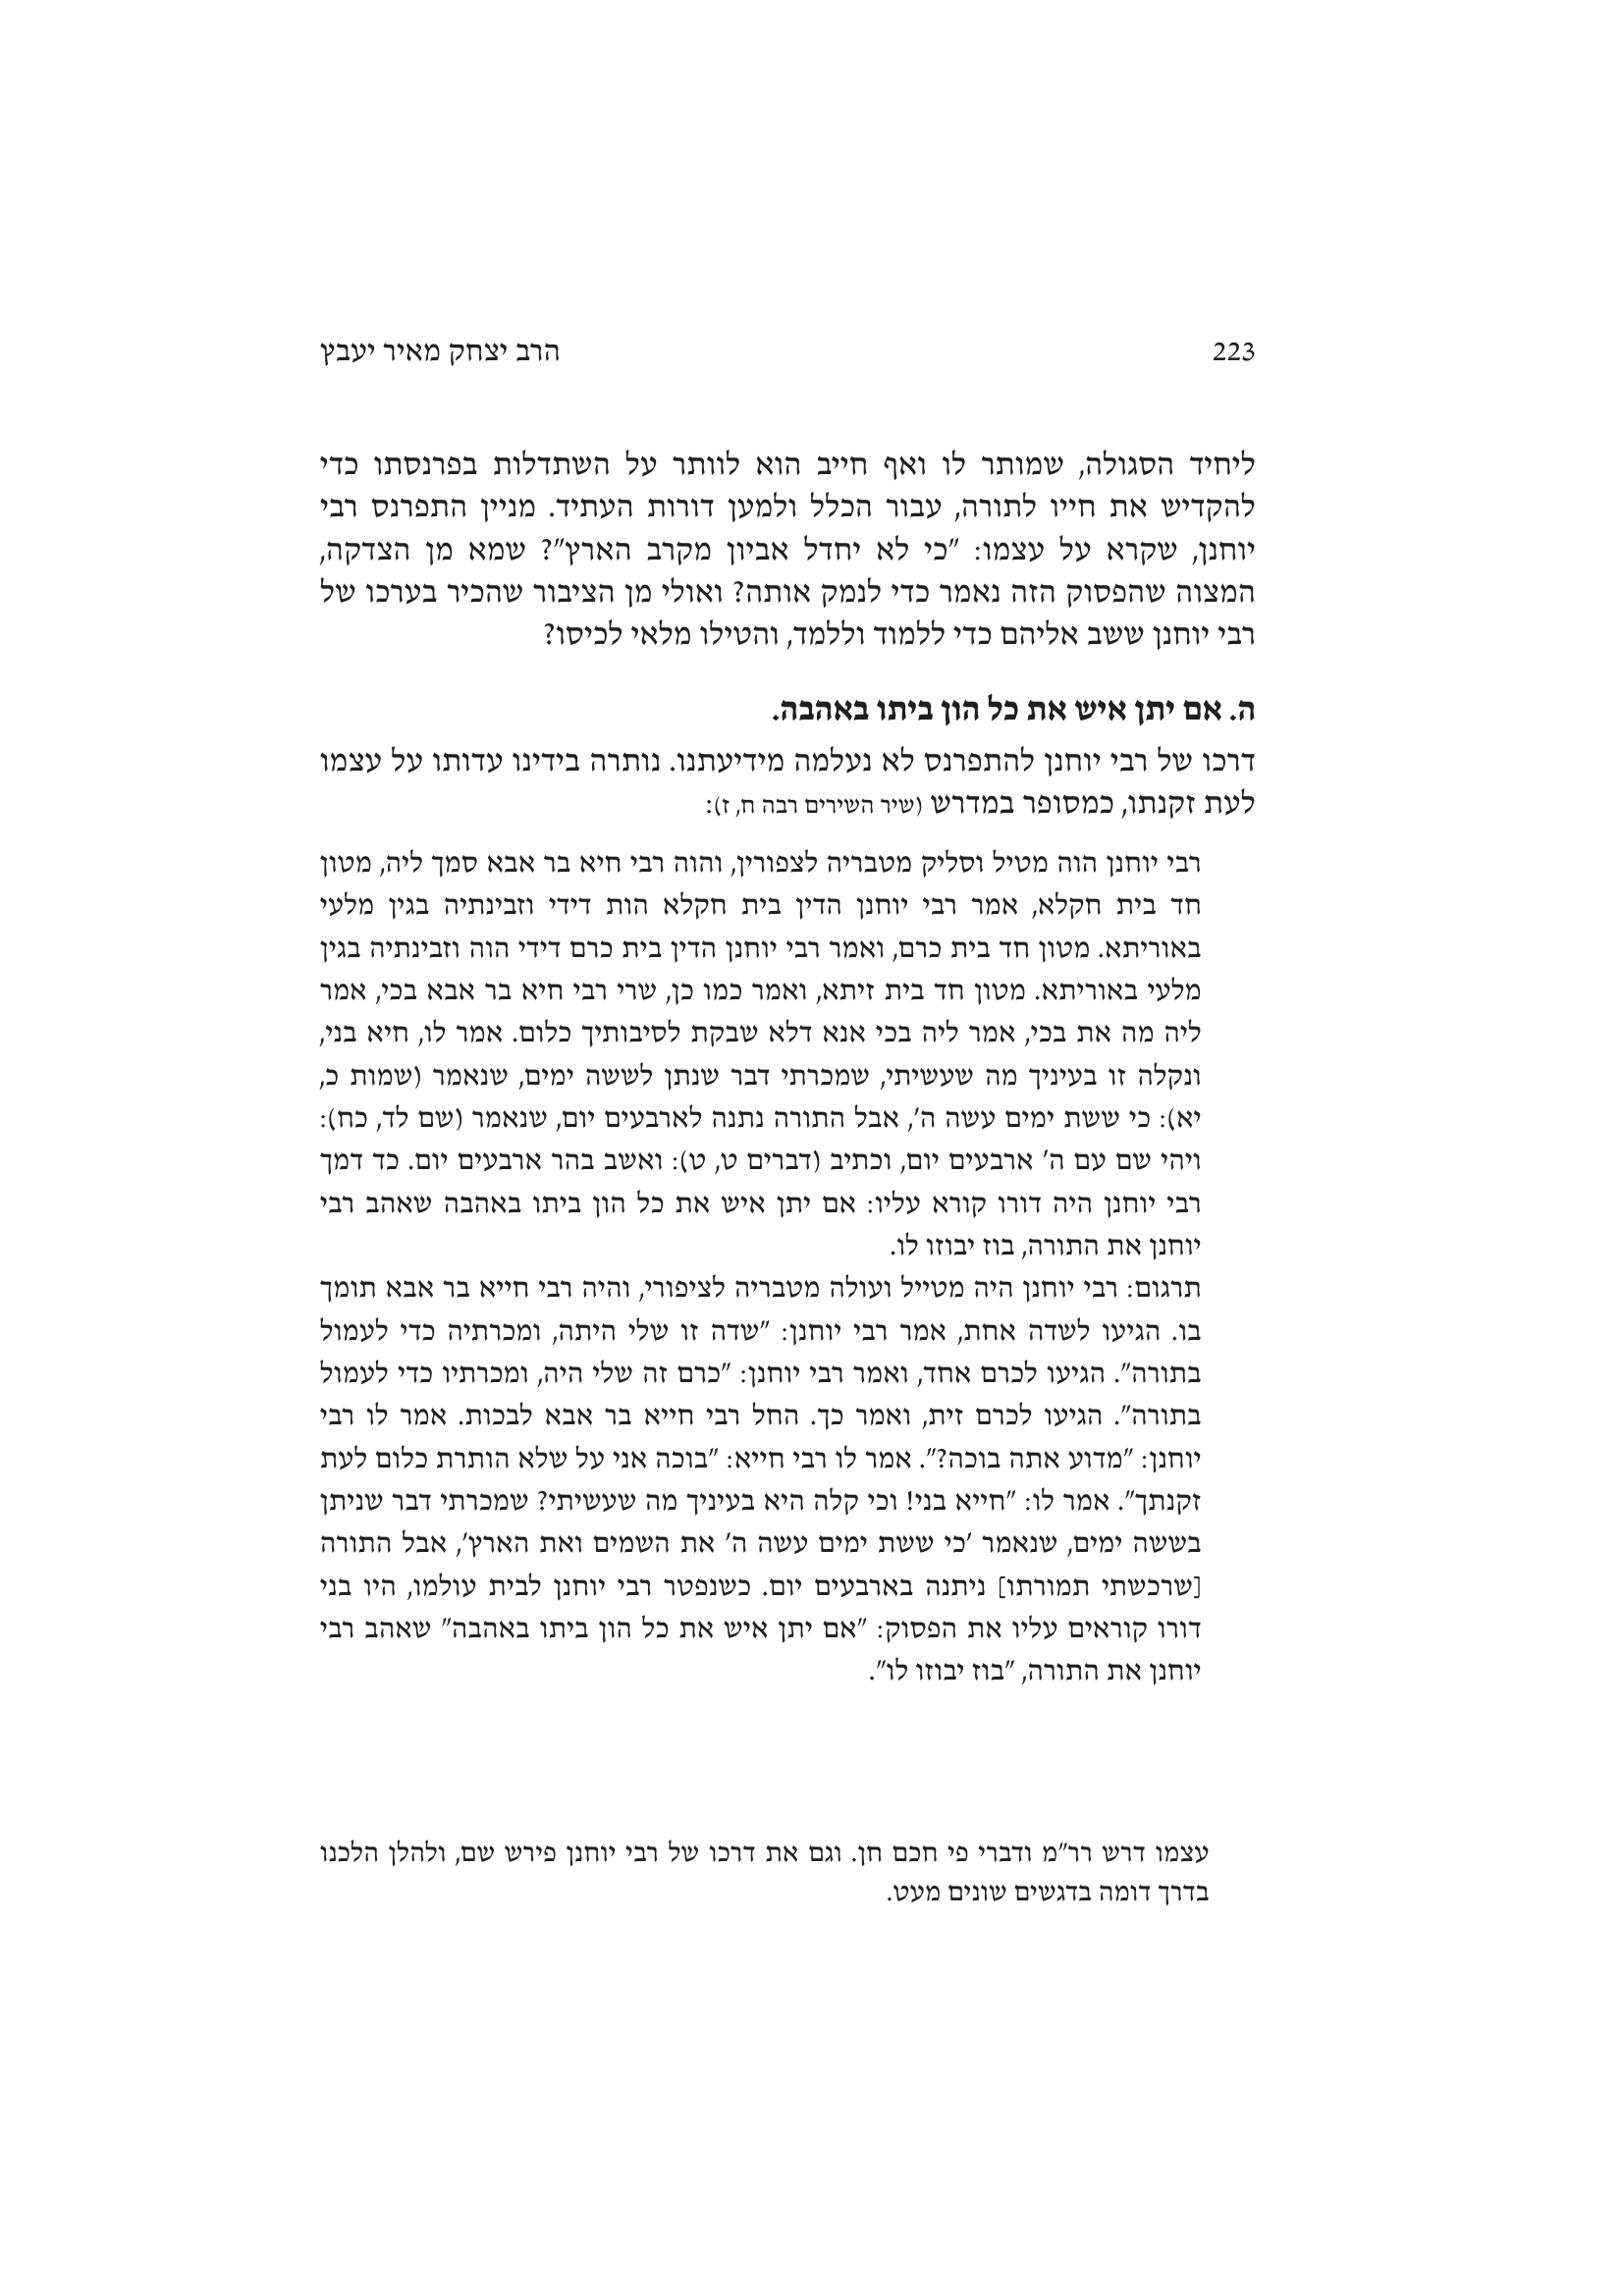 223
הרב יצחק מאיר יעבץ
ליחיד הסגולה, שמותר לו ואף חייב הוא לוותר על השתדלות בפרנסתו כדי
להקדיש את חייו לתורה, עבור הכלל ולמען דורות העתיד. מניין התפרנס רבי
יוחנן, שקרא על עצמו: "כי לא יחדל אביון מקרב הארץ"? שמא מן הצדקה,
המצוה שהפסוק הזה נאמר כדי לנמק אותה? ואולי מן הציבור שהכיר בערכו של
רבי יוחנן ששב אליהם כדי ללמוד וללמד, והטילו מלאי לכיסו?
ה. אם יתן איש את כל הון ביתו באהבה.
דרכו של רבי יוחנן להתפרנס לא נעלמה מידיעתנו. נותרה בידינו עדותו על עצמו
לעת זקנתו, כמסופר במדרש (שיר השירים רבה ח, ז):
רבי יוחנן הוה מטיל וסליק מטבריה לצפורין, והוה רבי חיא בר אבא סמך ליה, מטון
חד בית חקלא, אמר רבי יוחנן הדין בית חקלא הות דידי וזבינתיה בגין מלעי
באוריתא. מטון חד בית כרם, ואמר רבי יוחנן הדין בית כרם דידי הוה וזבינתיה בגין
מלעי באוריתא. מטון חד בית זיתא, ואמר כמו כן, שרי רבי חיא בר אבא בכי, אמר
ליה מה את בכי, אמר ליה בכי אנא דלא שבקת לסיבותיך כלום. אמר לו, חיא בני,
ונקלה זו בעיניך מה שעשיתי, שמכרתי דבר שנתן לששה ימים, שנאמר (שמות כ,
יא): כי ששת ימים עשה ה', אבל התורה נתנה לארבעים יום, שנאמר (שם לד, כח):
ויהי שם עם ה' ארבעים יום, וכתיב (דברים ט, ט): ואשב בהר ארבעים יום. כד דמך
רבי יוחנן היה דורו קורא עליו: אם יתן איש את כל הון ביתו באהבה שאהב רבי
יוחנן את התורה, בוז יבוזו לו.
תרגום: רבי יוחנן היה מטייל ועולה מטבריה לציפורי, והיה רבי חייא בר אבא תומך
בו. הגיעו לשדה אחת, אמר רבי יוחנן: "שדה זו שלי היתה, ומכרתיה כדי לעמול
בתורה". הגיעו לכרם אחד, ואמר רבי יוחנן: "כרם זה שלי היה, ומכרתיו כדי לעמול
בתורה". הגיעו לכרם זית, ואמר כך. החל רבי חייא בר אבא לבכות. אמר לו רבי
יוחנן: "מדוע אתה בוכה?". אמר לו רבי חייא: "בוכה אני על שלא הותרת כלום לעת
זקנתך". אמר לו: "חייא בני! וכי קלה היא בעיניך מה שעשיתי? שמכרתי דבר שניתן
בששה ימים, שנאמר 'כי ששת ימים עשה ה' את השמים ואת הארץ', אבל התורה
[שרכשתי תמורתו] ניתנה בארבעים יום. כשנפטר רבי יוחנן לבית עולמו, היו בני
דורו קוראים עליו את הפסוק: "אם יתן איש את כל הון ביתו באהבה" שאהב רבי
יוחנן את התורה, "בוז יבוזו לו".
עצמו דרש רר"מ ודברי פי חכם חן. וגם את דרכו של רבי יוחנן פירש שם, ולהלן הלכנו
בדרך דומה בדגשים שונים מעט.